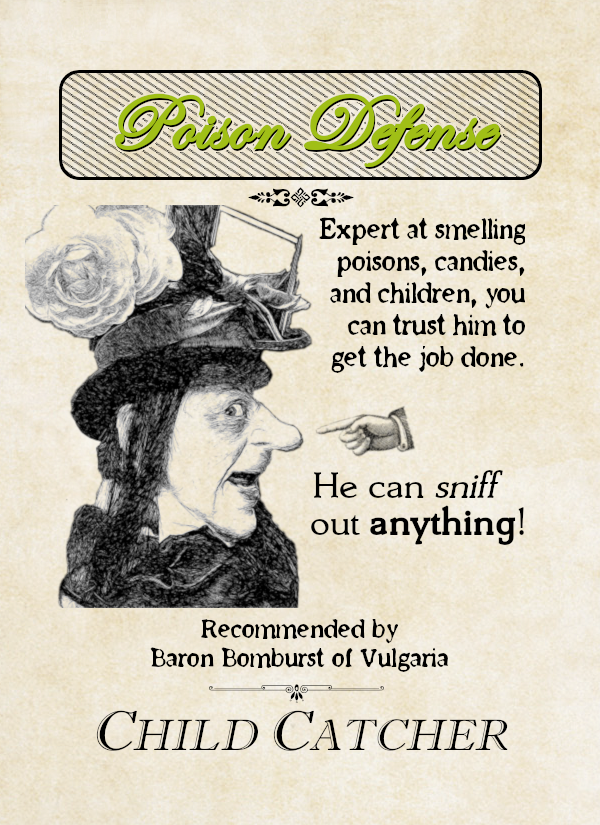 Poison Defense
Expert at smelling
poisons, candies,
and children, you
can trust him to
get the job done.
He can sniff
out anything!
Recommended by
Baron Bomburst of Vulgaria
Child Catcher